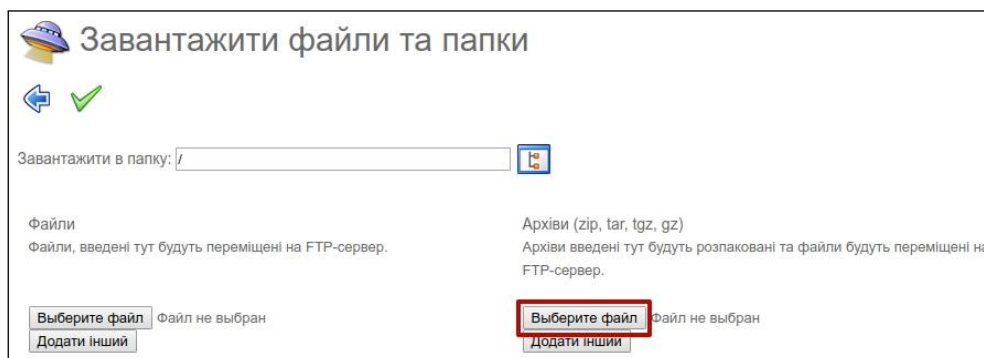 Завантажити файли та папки
Завантажити в папку: /
Файли
Файли, введені тут будуть переміщені на FTP-сервер.
Выберите файл Файл не выбран
Додати інший
Архіви (zip, tar, tgz, gz)
Архіви введені тут будуть розпаковані та файли будуть переміщені на
FTP-сервер.
Выберите файл Файл не выбран
Додати інший